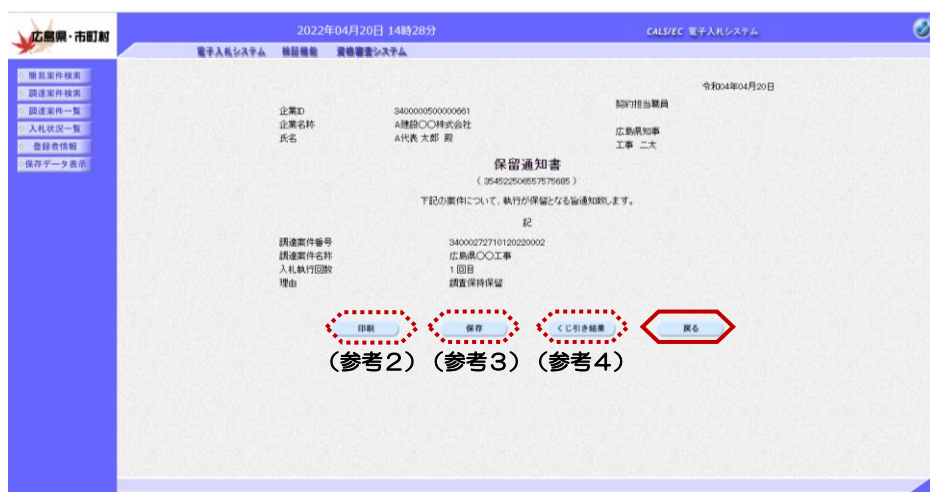 広島県・市町村
2022年04月20日 14時28分
CALS/EC 電子入札システム
電子入札システム 検証機能 資格審査システム
簡易案件検索
調達案件検索
調達案件一覧
入札状況一覧
登録者情報
保存データ表示
令和04年04月20日
企業ID 3400000500000661
企業名称 A建設〇〇株式会社
氏名 A代表 太郎 殿
契約担当職員
広島県知事
工事 二太
保留通知書
( 354522506557575685 )
下記の案件について、執行が保留となる旨通知致します。
記
調達案件番号 34000272710120220002
調達案件名称 広島県〇〇工事
入札執行回数 1回目
理由 調査保持保留
印刷 保存 くじ引き結果 戻る
(参考2) (参考3) (参考4)